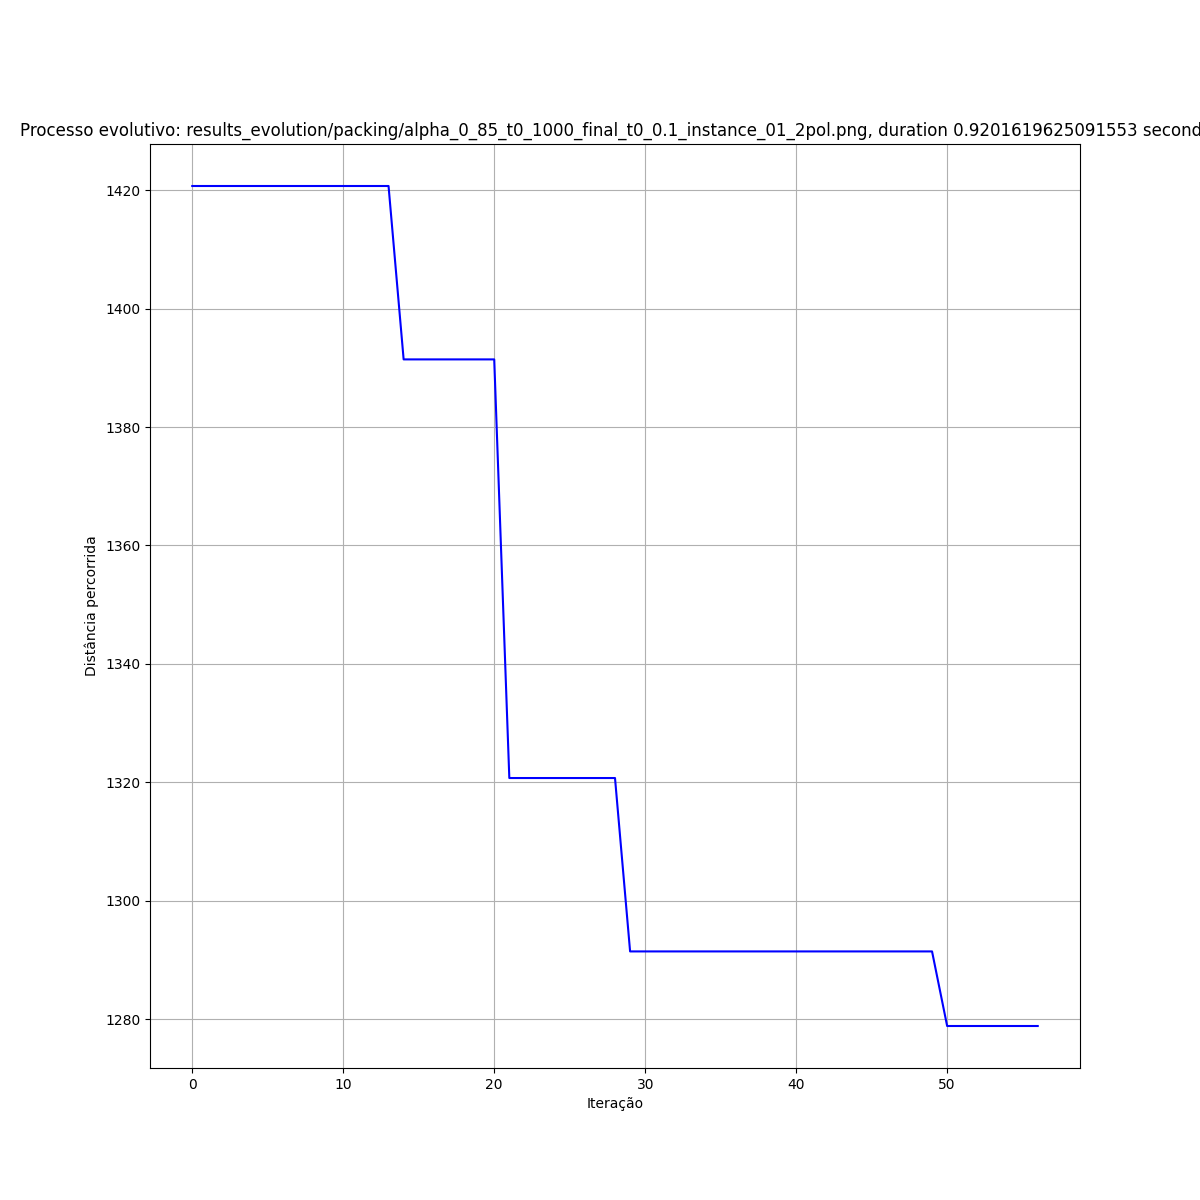 Processo evolutivo: results_evolution/packing/alpha_0_85_t0_1000_final_t0_0.1_instance_01_2pol.png, duration 0.9201619625091553 second
1420
1400
1380
1360
1340
1320
1300
1280
Distância percorrida
0 10 20 30 40 50
Iteração